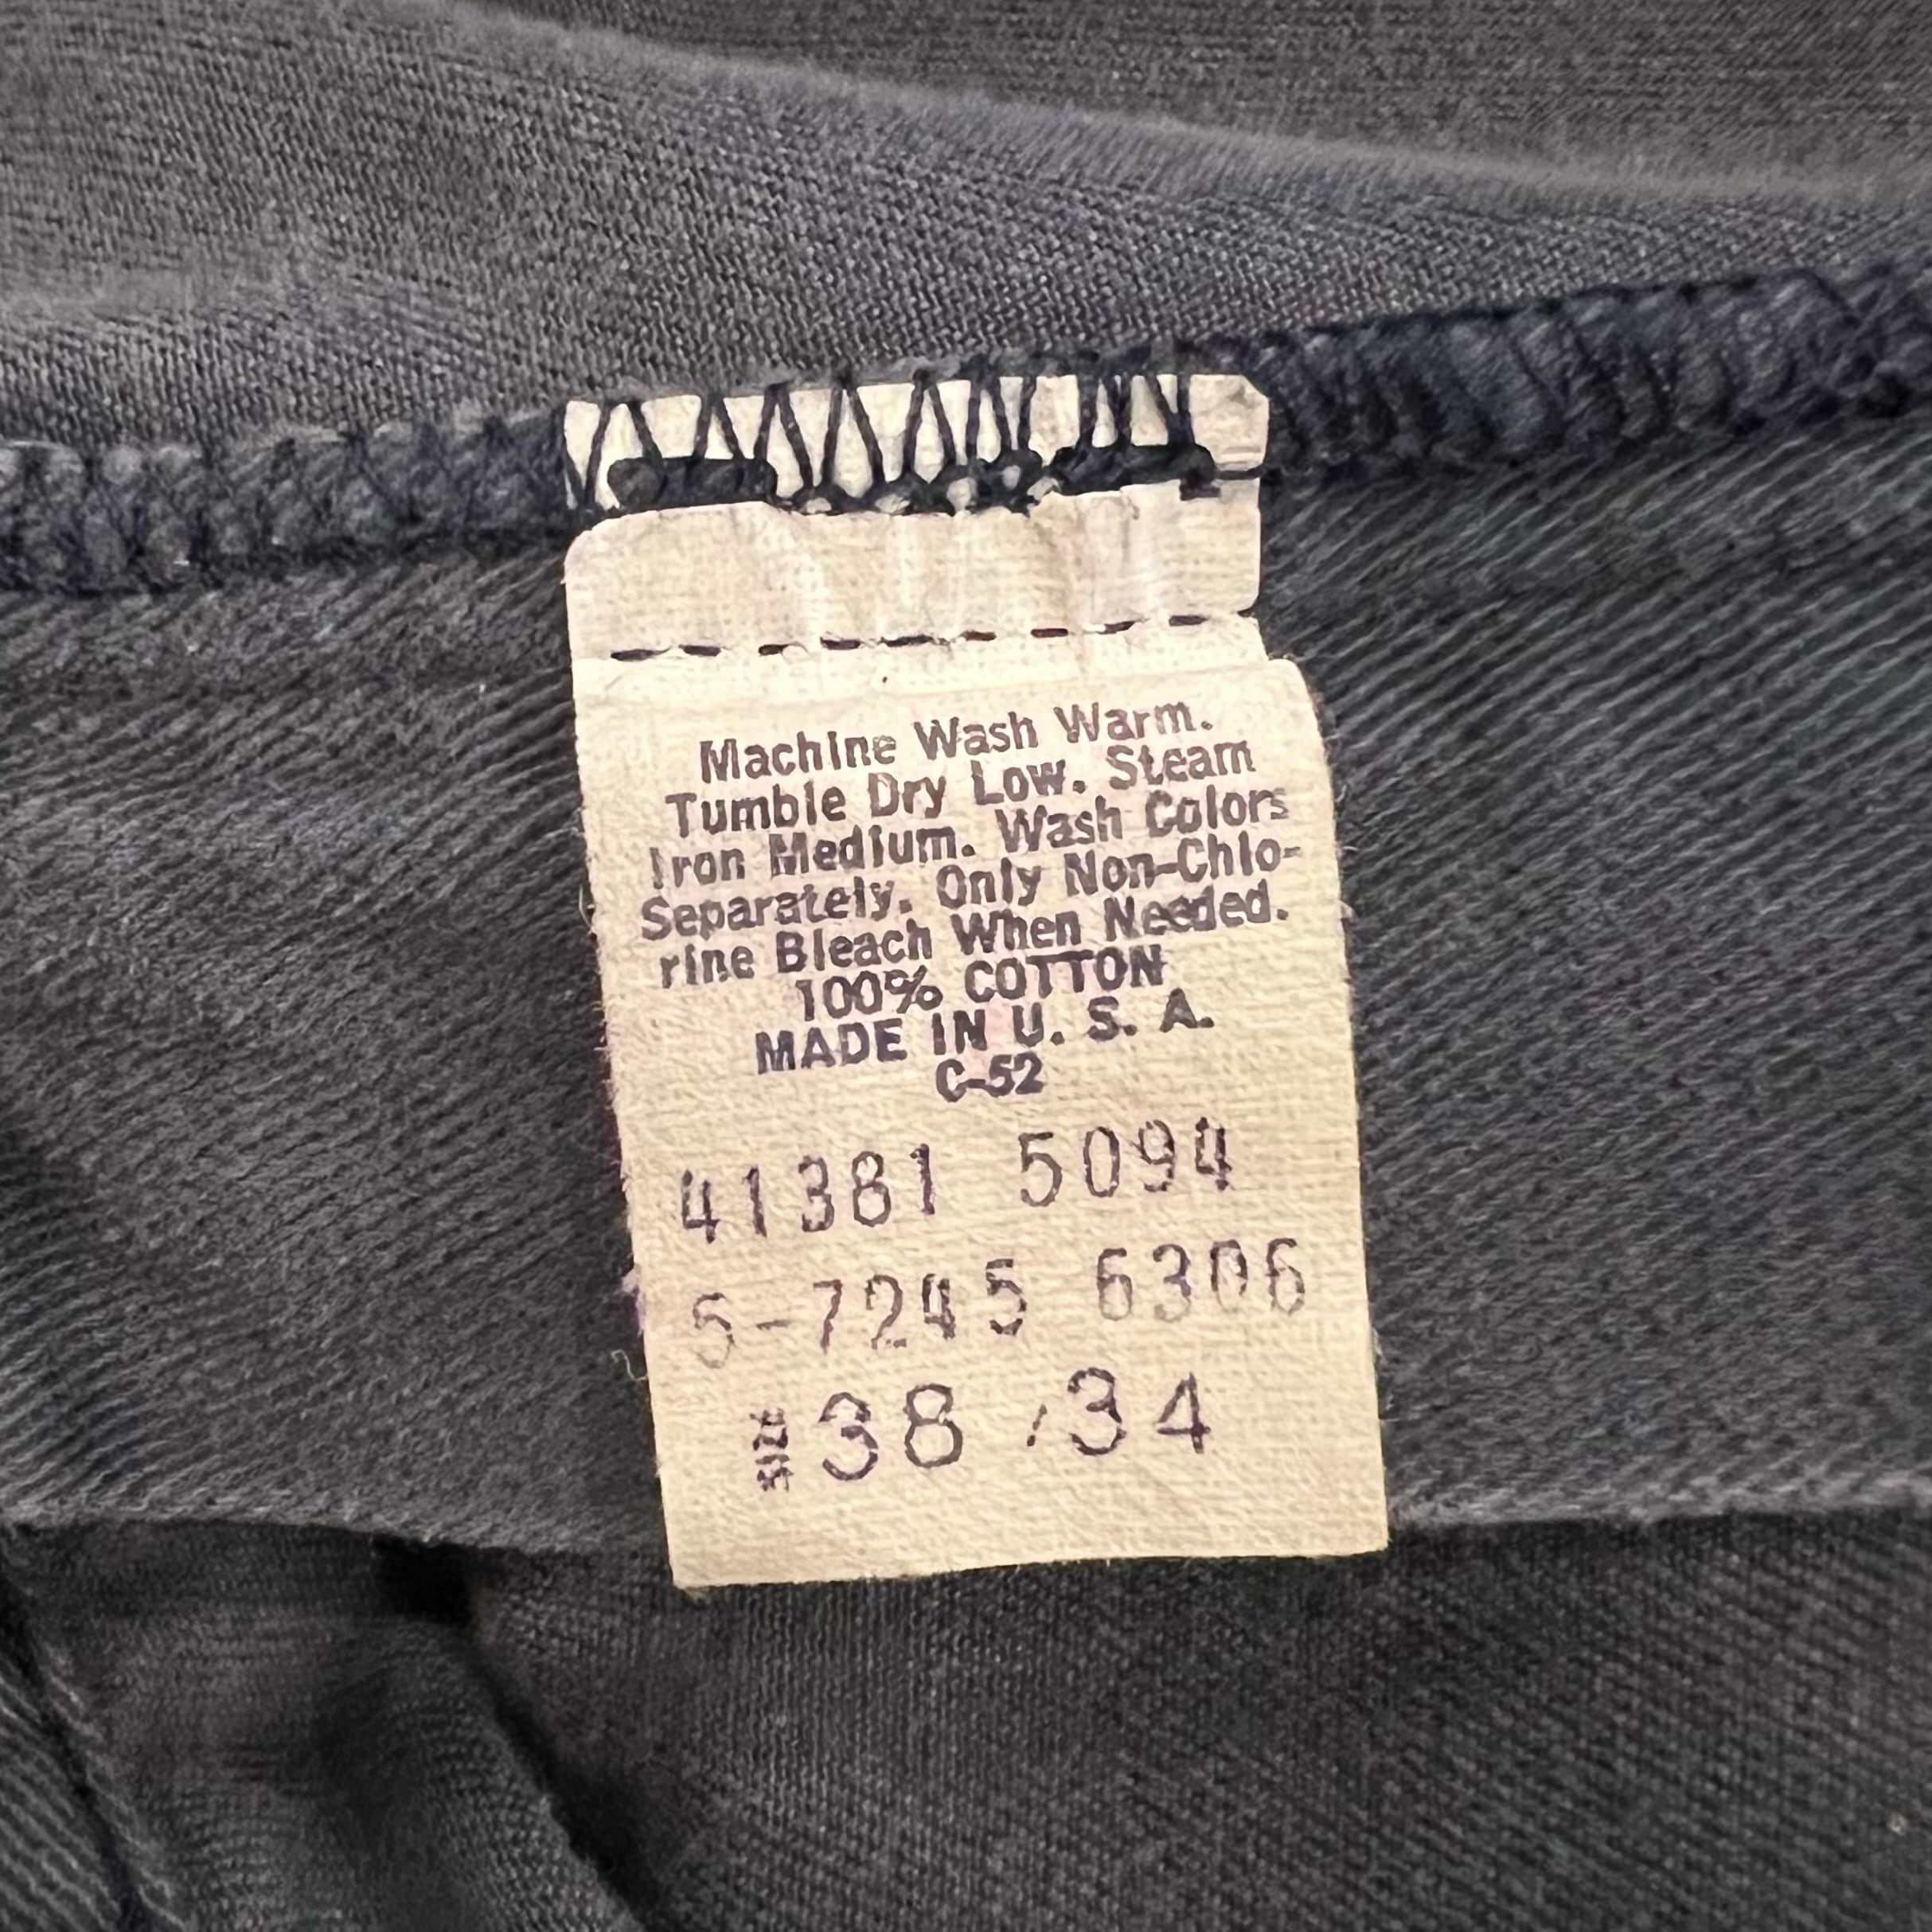 Machine Wash Warm.
Tumble Dry Low. Steam
Iron Medium. Wash Colors
Separately. Only Non-Chlo-
rine Bleach When Needed.
100% COTTON
MADE IN U. S. A.
C-52
41381 5094
S-7245 6306
SIZE 38 / 34